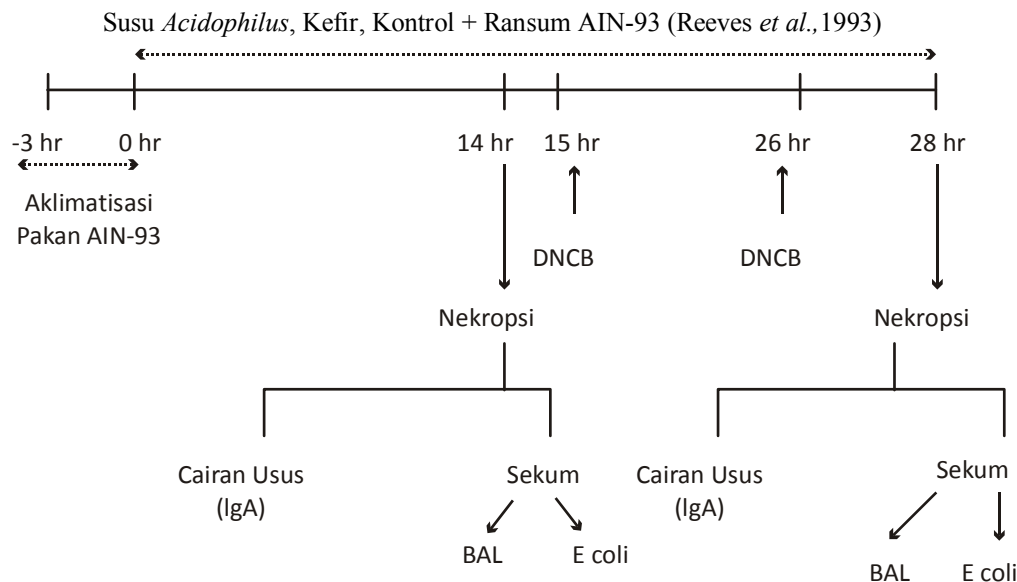 Susu Acidophilus, Kefir, Kontrol + Ransum AIN-93 (Reeves et al.,1993)
-3 hr 0 hr 14 hr 15 hr 26 hr 28 hr
Aklimatisasi
Pakan AIN-93
DNCB DNCB
Nekropsi Nekropsi
Cairan Usus
(IgA)
Sekum
BAL E coli
Cairan Usus
(IgA)
Sekum
BAL E coli